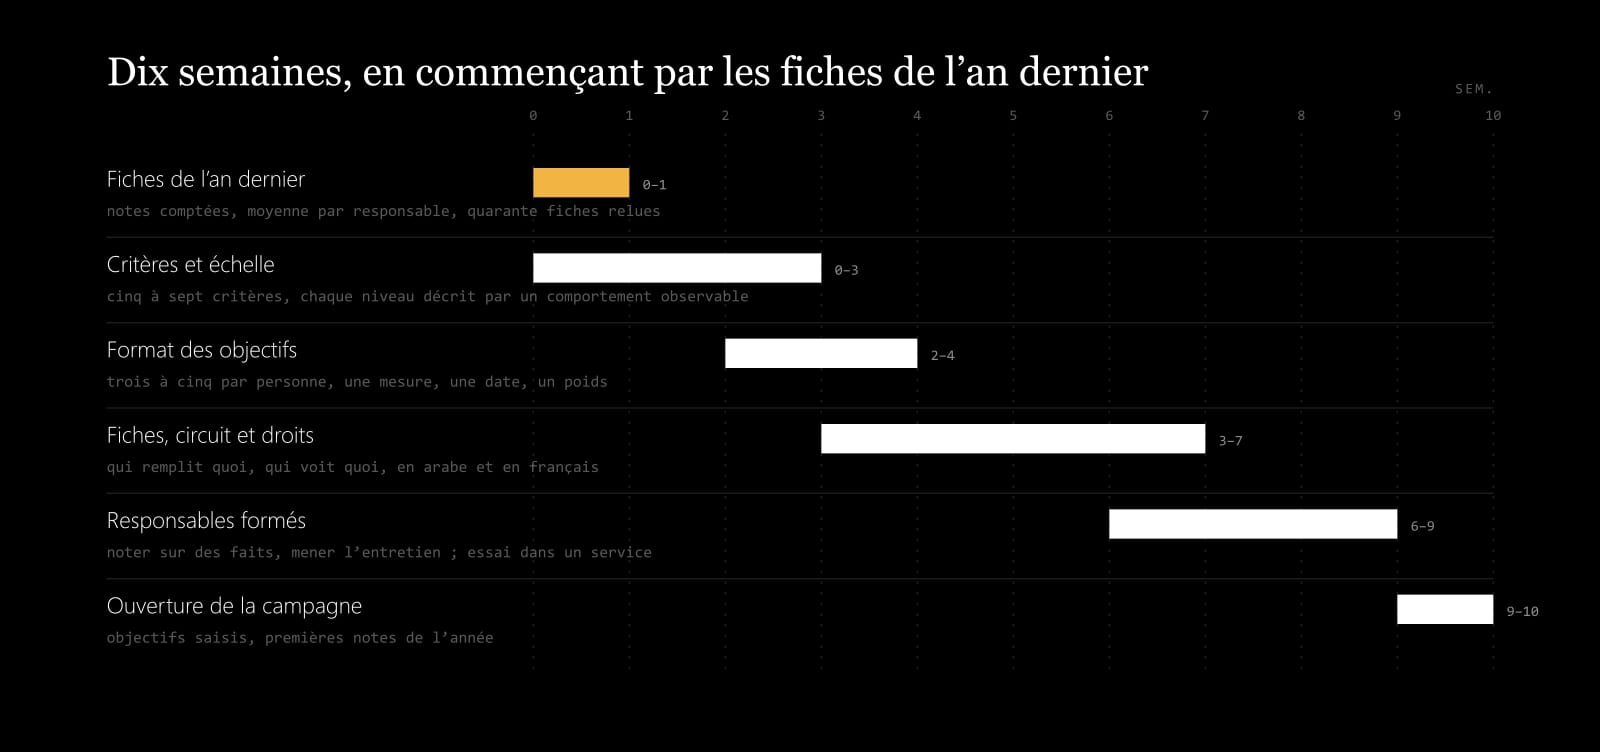 Dix semaines, en commençant par les fiches de l’an dernier
SEM.
0 1 2 3 4 5 6 7 8 9 10
Fiches de l’an dernier
0–1
notes comptées, moyenne par responsable, quarante fiches relues
Critères et échelle
0–3
cinq à sept critères, chaque niveau décrit par un comportement observable
Format des objectifs
2–4
trois à cinq par personne, une mesure, une date, un poids
Fiches, circuit et droits
3–7
qui remplit quoi, qui voit quoi, en arabe et en français
Responsables formés
6–9
noter sur des faits, mener l’entretien ; essai dans un service
Ouverture de la campagne
9–10
objectifs saisis, premières notes de l’année